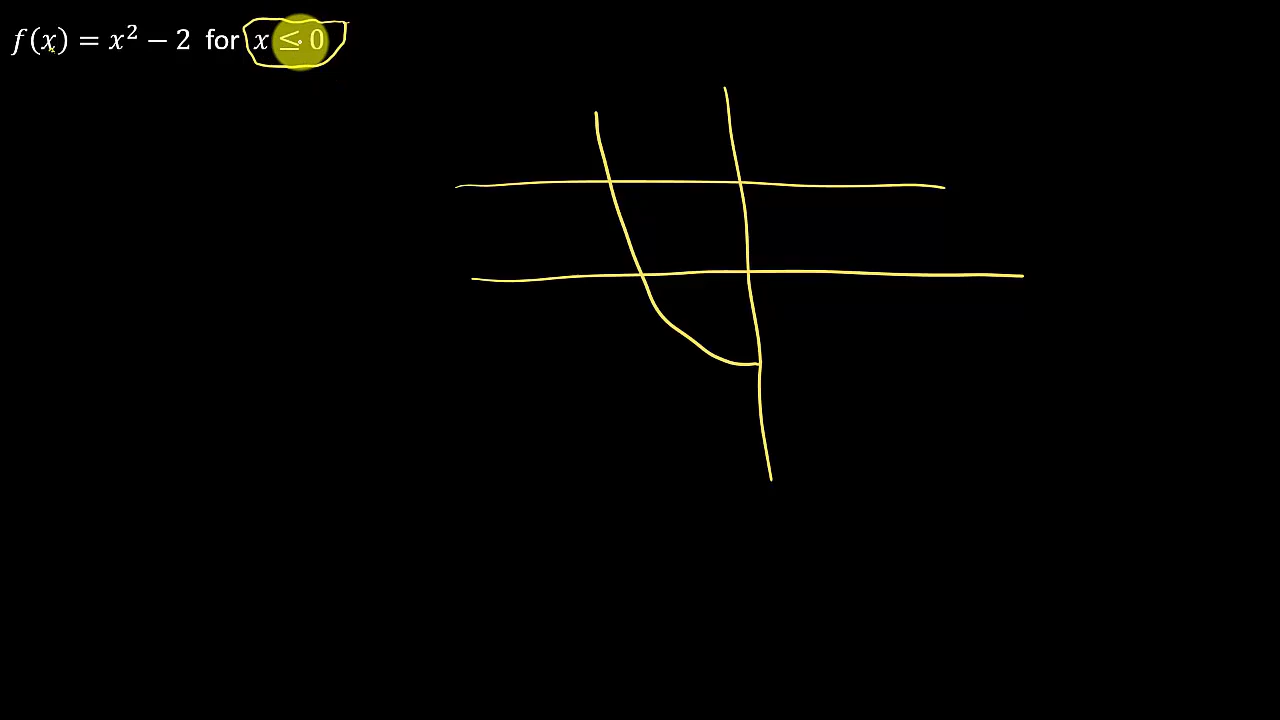 f(x) = x² − 2 for x ≤ 0